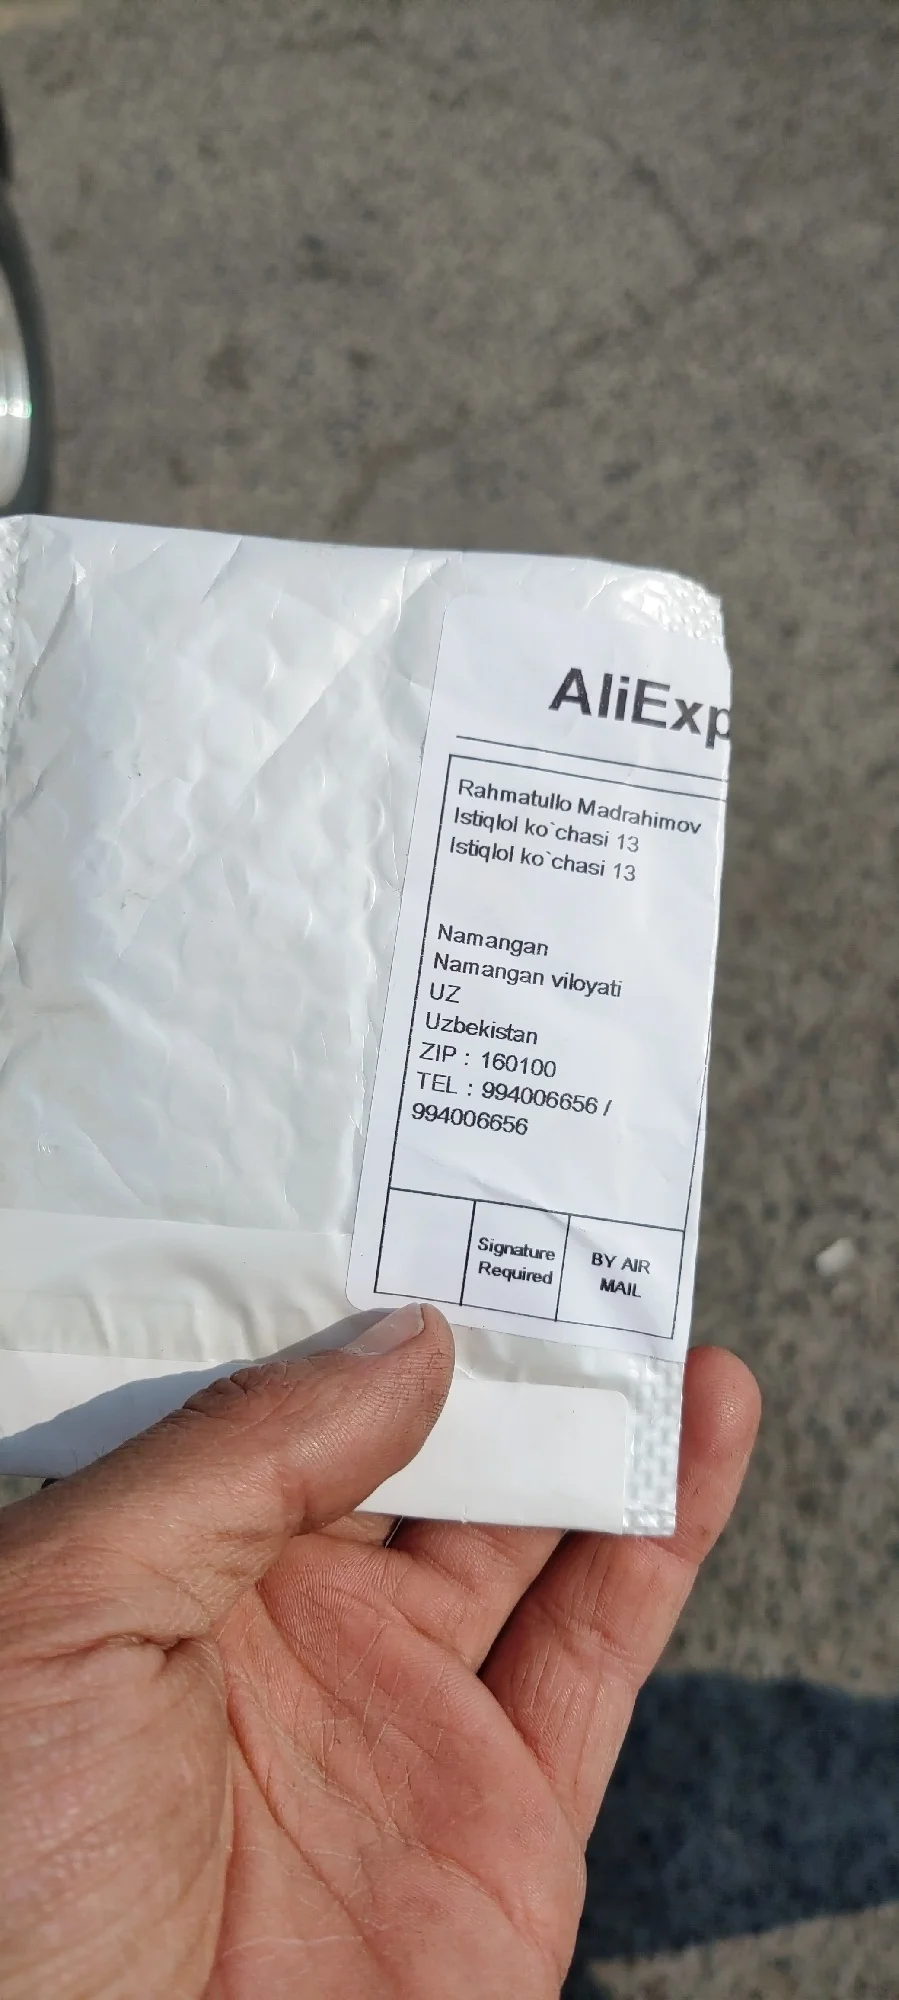 AliExp
Rahmatullo Madrahimov
Istiqlol ko`chasi 13
Istiqlol ko`chasi 13
Namangan
Namangan viloyati
UZ
Uzbekistan
ZIP : 160100
TEL : 994006656 /
994006656
Signature
Required
BY AIR
MAIL